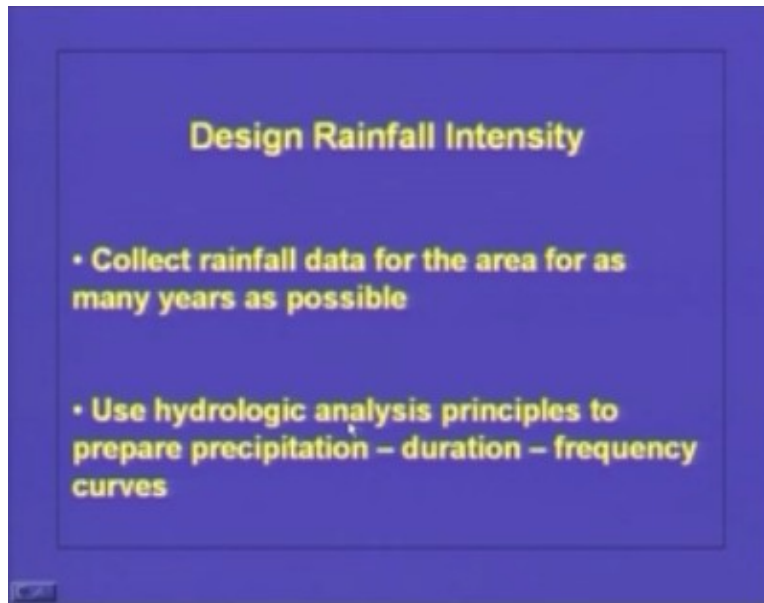 Design Rainfall Intensity
• Collect rainfall data for the area for as
many years as possible
• Use hydrologic analysis principles to
prepare precipitation – duration – frequency
curves